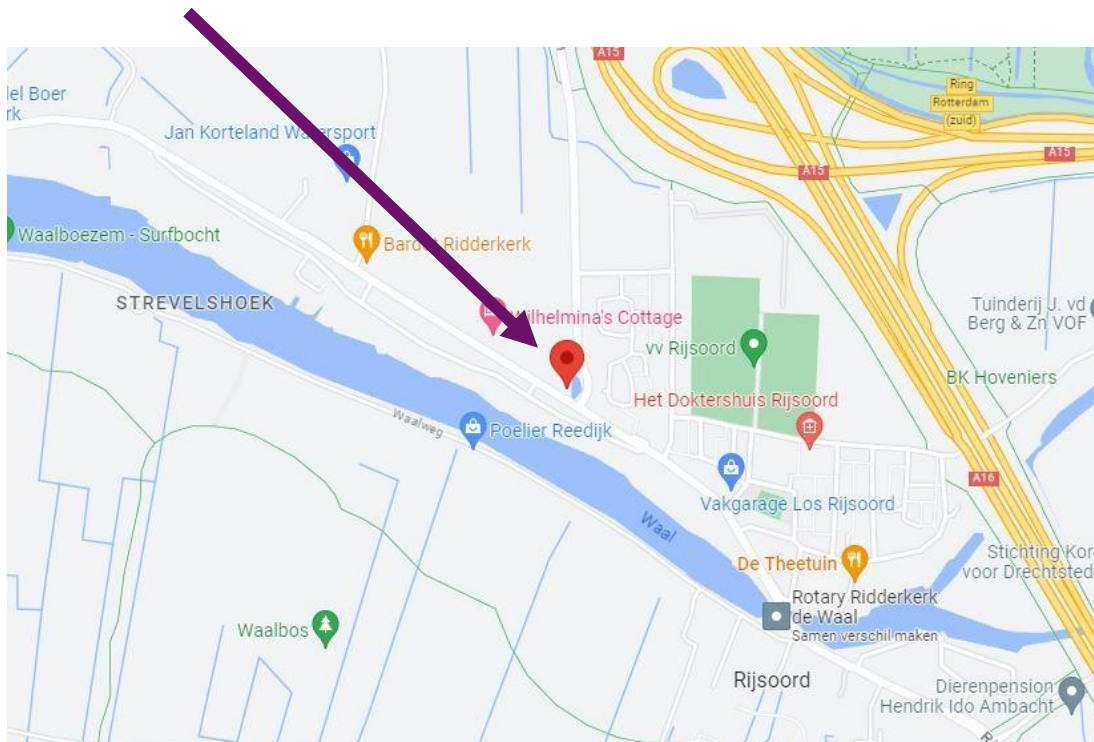 A15
Ring
Rotterdam
(zuid)
A15
A15
del Boer
rk
Jan Korteland Watersport
Waalboezem - Surfbocht
Ridderkerk
STREVELSHOEK
Wilhelmina's Cottage
vv Rijsoord
Tuinderij J. vd
Berg & Zn VOF
BK Hoveniers
Het Doktershuis Rijsoord
Waalweg
Poelier Reedijk
A16
Vakgarage Los Rijsoord
Waal
De Theetuin
Stichting Kor
voor Drechtsted
Rotary Ridderkerk
de Waal
Samen verschil maken
Waalbos
Rijsoord
Dierenpension
Hendrik Ido Ambacht